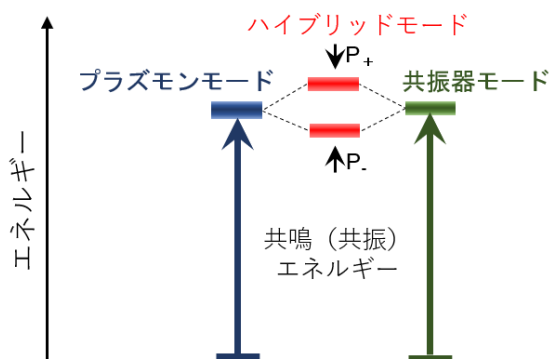 ハイブリッドモード
P+
プラズモンモード
共振器モード
P-
エネルギー
共鳴（共振）
エネルギー